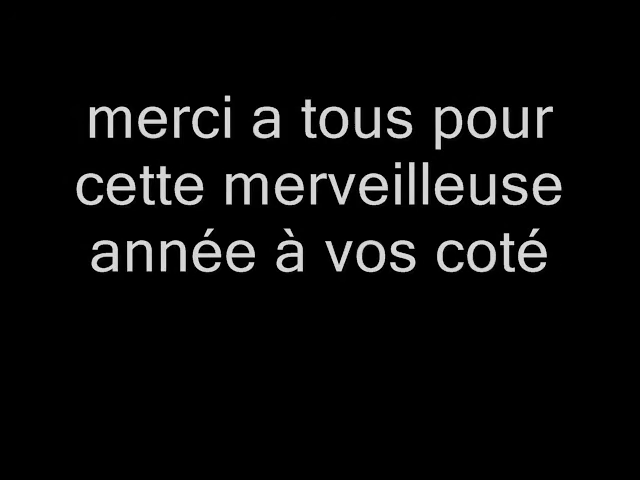 merci a tous pour
cette merveilleuse
année à vos coté